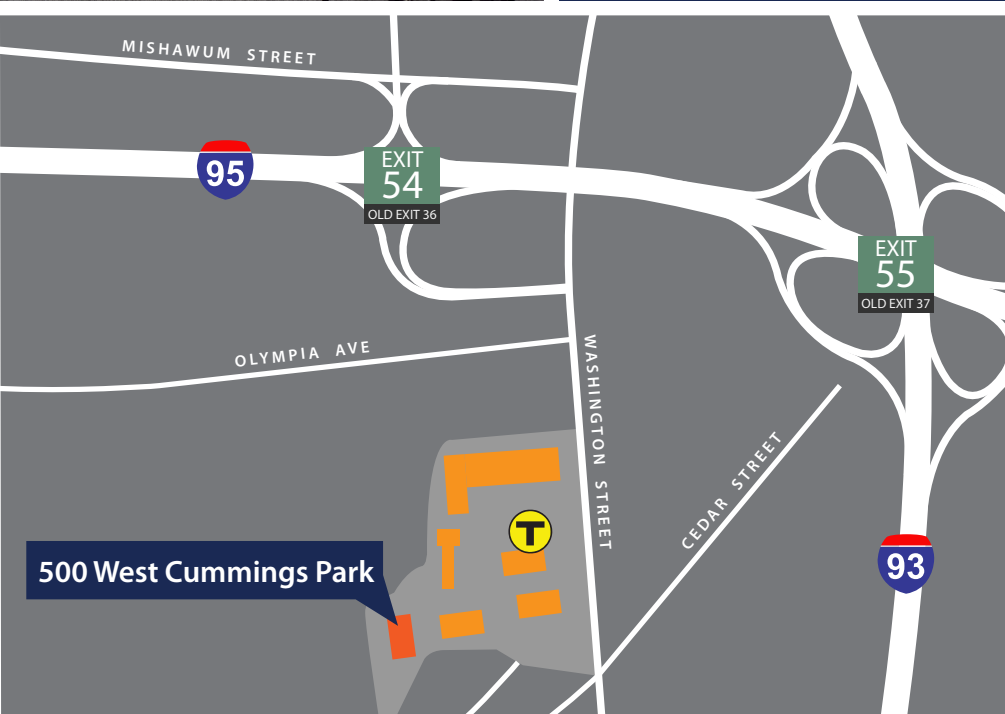 MISHAWUM STREET
95
EXIT
54
OLD EXIT 36
EXIT
55
OLD EXIT 37
OLYMPIA AVE
WASHINGTON STREET
CEDAR STREET
T
500 West Cummings Park
93